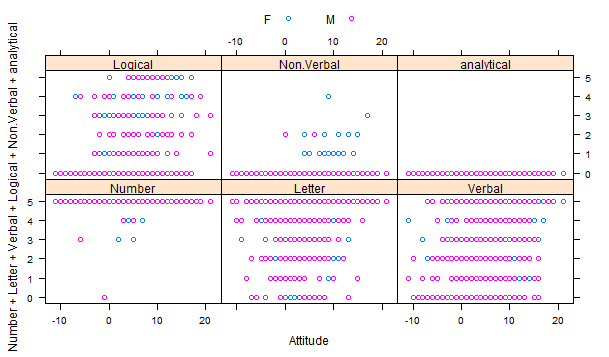 F M
-10 0 10 20
Logical Non.Verbal analytical
5
4
3
2
1
0
Number Letter Verbal
5
4
3
2
1
0
-10 0 10 20 -10 0 10 20
Attitude
Number + Letter + Verbal + Logical + Non.Verbal + analytical